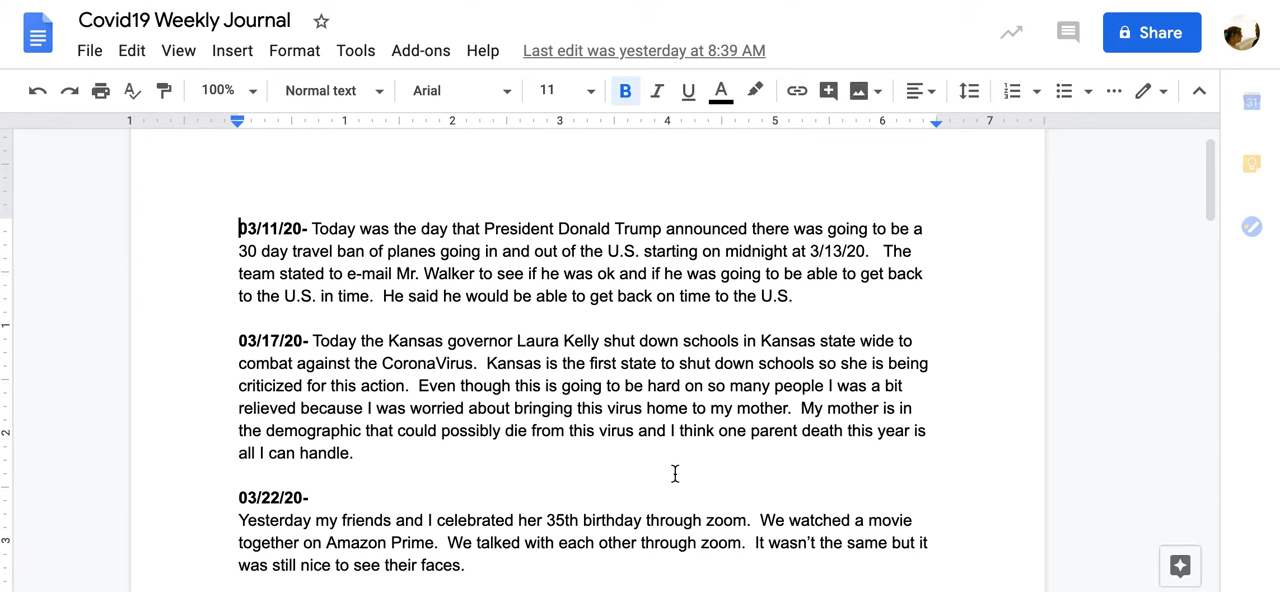 Covid19 Weekly Journal
File Edit View Insert Format Tools Add-ons Help Last edit was yesterday at 8:39 AM
Share
100% Normal text Arial 11 B I U A
1 1 2 3 4 5 6 7
31
03/11/20- Today was the day that President Donald Trump announced there was going to be a
30 day travel ban of planes going in and out of the U.S. starting on midnight at 3/13/20. The
team stated to e-mail Mr. Walker to see if he was ok and if he was going to be able to get back
to the U.S. in time. He said he would be able to get back on time to the U.S.
1
03/17/20- Today the Kansas governor Laura Kelly shut down schools in Kansas state wide to
combat against the CoronaVirus. Kansas is the first state to shut down schools so she is being
criticized for this action. Even though this is going to be hard on so many people I was a bit
relieved because I was worried about bringing this virus home to my mother. My mother is in
2
the demographic that could possibly die from this virus and I think one parent death this year is
all I can handle.
03/22/20-
Yesterday my friends and I celebrated her 35th birthday through zoom. We watched a movie
3
together on Amazon Prime. We talked with each other through zoom. It wasn’t the same but it
was still nice to see their faces.